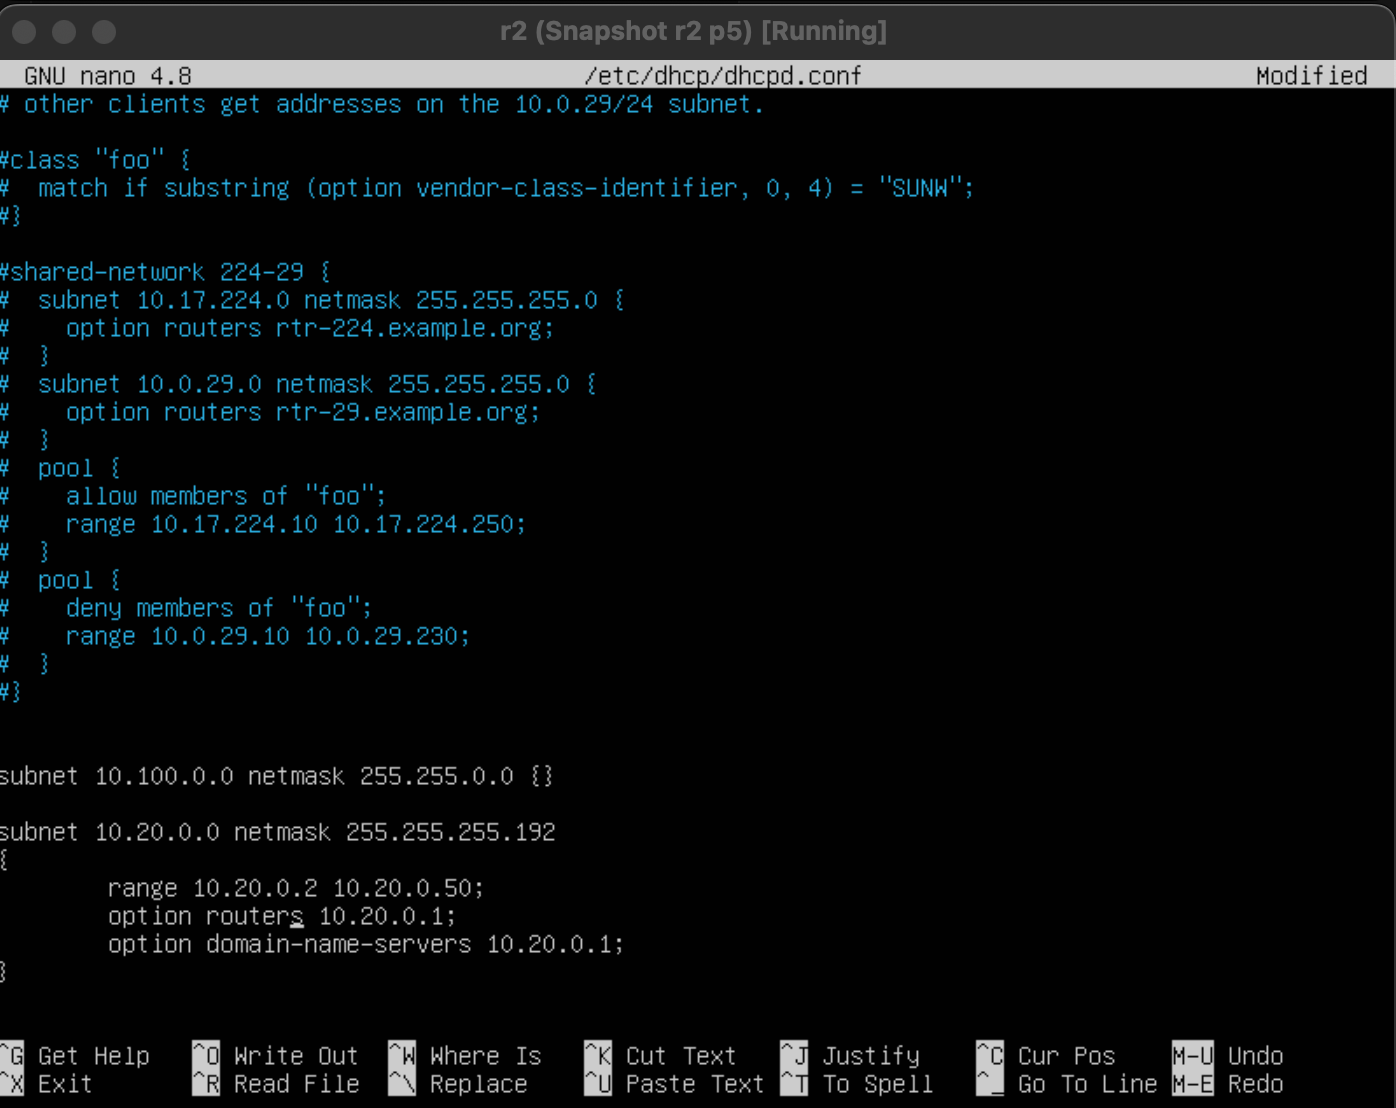 r2 (Snapshot r2 p5) [Running]
GNU nano 4.8 /etc/dhcp/dhcpd.conf Modified
# other clients get addresses on the 10.0.29/24 subnet.
#class "foo" {
#  match if substring (option vendor-class-identifier, 0, 4) = "SUNW";
#}
#shared-network 224-29 {
#  subnet 10.17.224.0 netmask 255.255.255.0 {
#    option routers rtr-224.example.org;
#  }
#  subnet 10.0.29.0 netmask 255.255.255.0 {
#    option routers rtr-29.example.org;
#  }
#  pool {
#    allow members of "foo";
#    range 10.17.224.10 10.17.224.250;
#  }
#  pool {
#    deny members of "foo";
#    range 10.0.29.10 10.0.29.230;
#  }
#}
subnet 10.100.0.0 netmask 255.255.0.0 {}
subnet 10.20.0.0 netmask 255.255.255.192
{
        range 10.20.0.2 10.20.0.50;
        option routers 10.20.0.1;
        option domain-name-servers 10.20.0.1;
}
^G Get Help ^O Write Out ^W Where Is ^K Cut Text ^J Justify ^C Cur Pos M-U Undo
^X Exit ^R Read File ^\ Replace ^U Paste Text ^T To Spell ^_ Go To Line M-E Redo